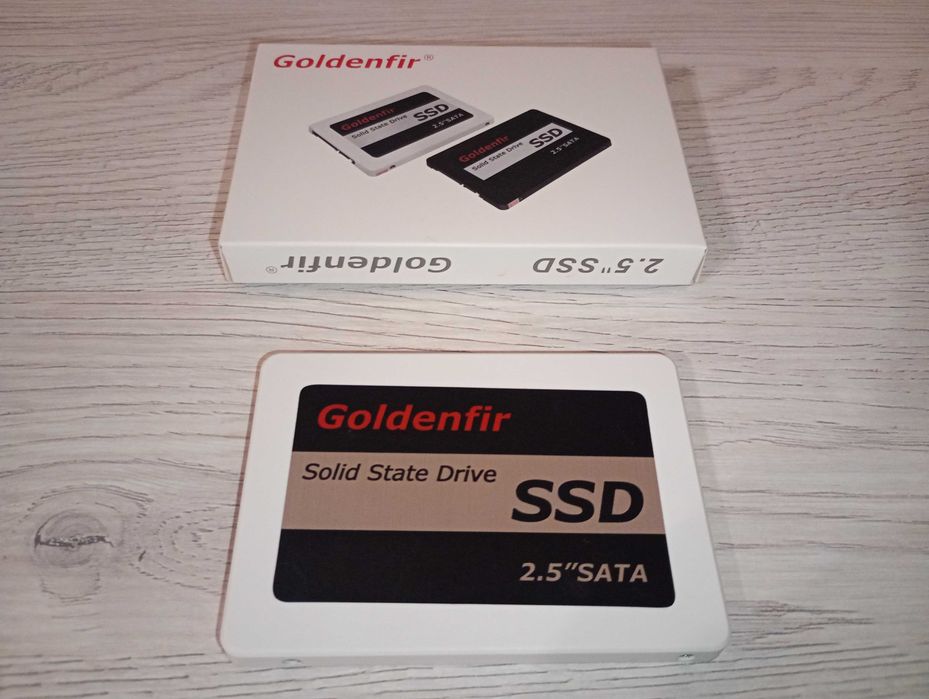 Goldenfir®
Goldenfir
Solid State Drive
SSD
2.5"SATA
Goldenfir
Solid State Drive
SSD
2.5"SATA
2.5"SSD Goldenfir®
Goldenfir
Solid State Drive
SSD
2.5"SATA